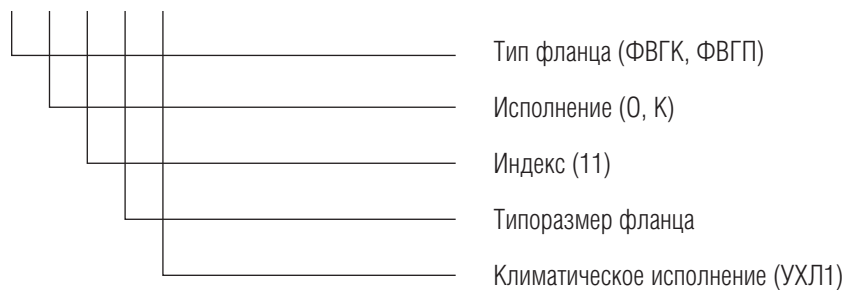 Тип фланца (ФВГК, ФВГП)
Исполнение (О, К)
Индекс (11)
Типоразмер фланца
Климатическое исполнение (УХЛ1)